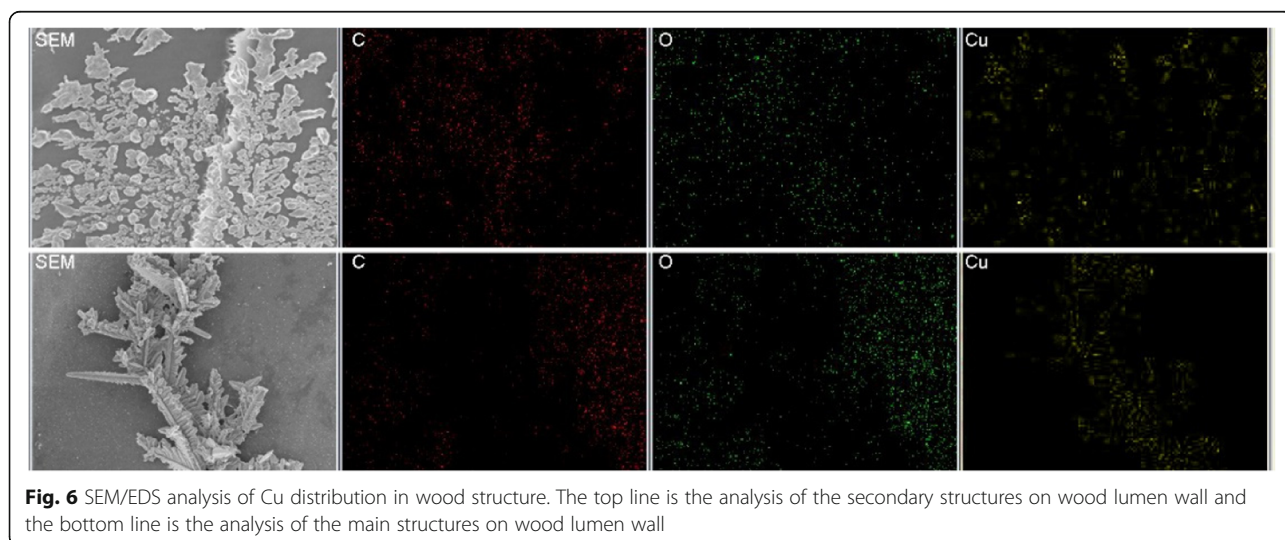 SEM C O Cu
SEM C O Cu
Fig. 6 SEM/EDS analysis of Cu distribution in wood structure. The top line is the analysis of the secondary structures on wood lumen wall and
the bottom line is the analysis of the main structures on wood lumen wall